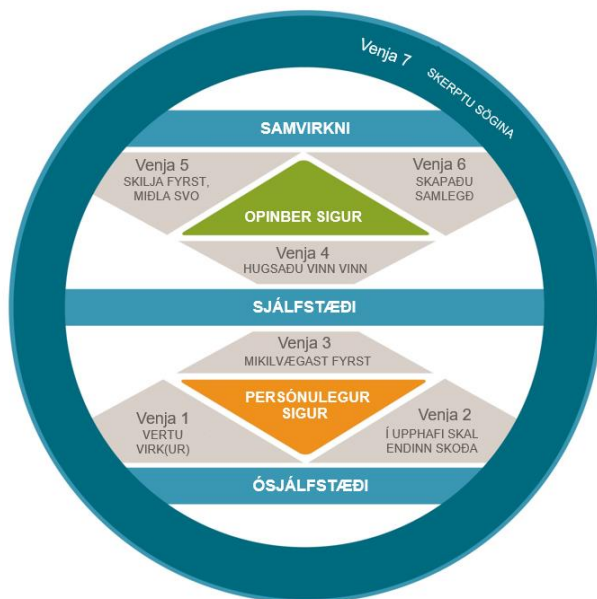 Venja 7
SKERPTU SÖGINA
SAMVIRKNI
Venja 5
SKILJA FYRST,
MIÐLA SVO
Venja 6
SKAPAÐU
SAMLEGÐ
OPINBER SIGUR
Venja 4
HUGSAÐU VINN VINN
SJÁLFSTÆÐI
Venja 3
MIKILVÆGAST FYRST
PERSÓNULEGUR
SIGUR
Venja 1
VERTU
VIRK(UR)
Venja 2
Í UPPHAFI SKAL
ENDINN SKOÐA
ÓSJÁLFSTÆÐI